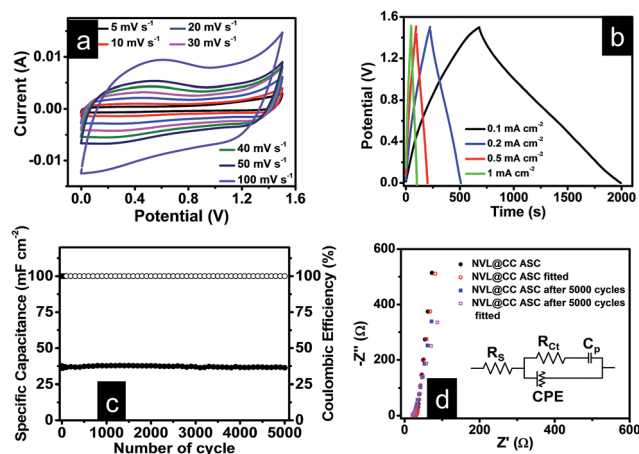 5 mV s⁻¹ 20 mV s⁻¹
10 mV s⁻¹ 30 mV s⁻¹
a
0.01
0.00
-0.01
Current (A)
40 mV s⁻¹
50 mV s⁻¹
100 mV s⁻¹
0.0 0.4 0.8 1.2 1.6
Potential (V)
b
2.0
1.6
1.2
0.8
0.4
0.0
Potential (V)
0.1 mA cm⁻²
0.2 mA cm⁻²
0.5 mA cm⁻²
1 mA cm⁻²
0 500 1000 1500 2000
Time (s)
Specific Capacitance (mF cm⁻²)
125
100
75
50
25
0
125
100
75
50
25
0
Coulombic Efficiency (%)
c
0 1000 2000 3000 4000 5000
Number of cycle
600
400
200
0
-Z'' (Ω)
NVL@CC ASC
NVL@CC ASC fitted
NVL@CC ASC after 5000 cycles
NVL@CC ASC after 5000 cycles
fitted
RS RCt Cp
CPE
d
0 200 400 600
Z' (Ω)